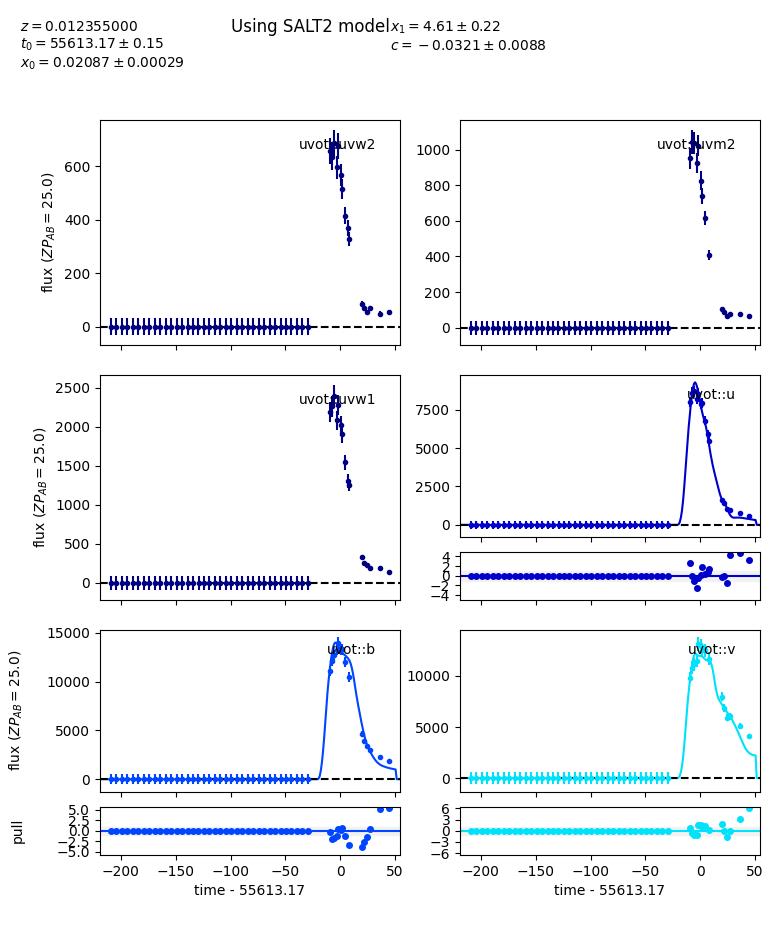 Using SALT2 model
z = 0.012355000
t0 = 55613.17 ± 0.15
x0 = 0.02087 ± 0.00029
x1 = 4.61 ± 0.22
c = −0.0321 ± 0.0088
uvot::uvw2
600
400
200
0
flux (ZPAB = 25.0)
uvot::uvm2
1000
800
600
400
200
0
uvot::uvw1
2500
2000
1500
1000
500
0
flux (ZPAB = 25.0)
uvot::u
7500
5000
2500
0
4
2
0
−2
−4
uvot::b
15000
10000
5000
0
flux (ZPAB = 25.0)
5.0
2.5
0.0
−2.5
−5.0
pull
−200 −150 −100 −50 0 50
time - 55613.17
uvot::v
10000
5000
0
6
3
0
−3
−6
−200 −150 −100 −50 0 50
time - 55613.17